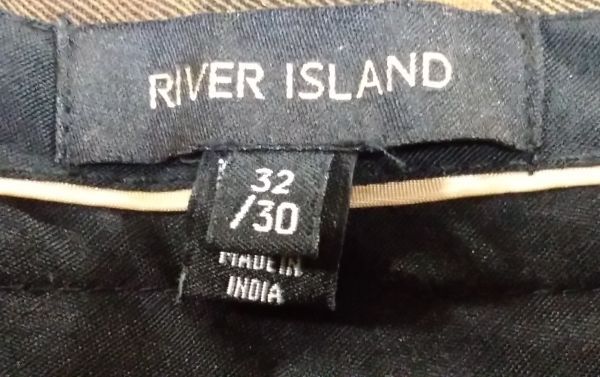 RIVER ISLAND
32
/30
MADE IN
INDIA